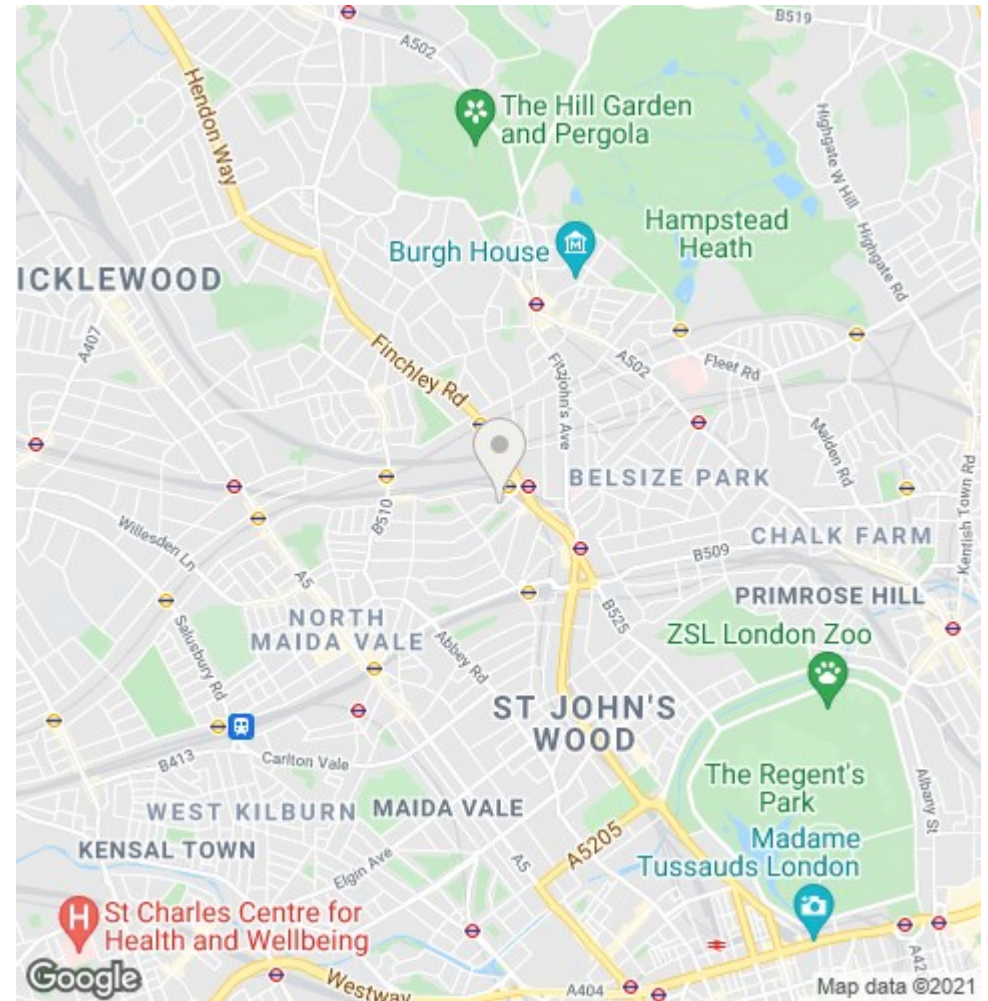 B519
A502
Hendon Way
The Hill Garden
and Pergola
Highgate W Hill
Hampstead
Heath
Burgh House
Highgate Rd
ICKLEWOOD
A407
Finchley Rd
Fitzjohn's Ave
A502
Fleet Rd
Malden Rd
BELSIZE PARK
Kentish Town Rd
B510
Willesden Ln
A5
CHALK FARM
B509
PRIMROSE HILL
B525
NORTH
MAIDA VALE
Salusbury Rd
Abbey Rd
ZSL London Zoo
ST JOHN'S
WOOD
B413
Carlton Vale
The Regent's
Park
Albany St
WEST KILBURN
MAIDA VALE
Madame
Tussauds London
KENSAL TOWN
A5205
Elgin Ave
A5
H
St Charles Centre for
Health and Wellbeing
A42
Google
Westway
A404
Map data ©2021